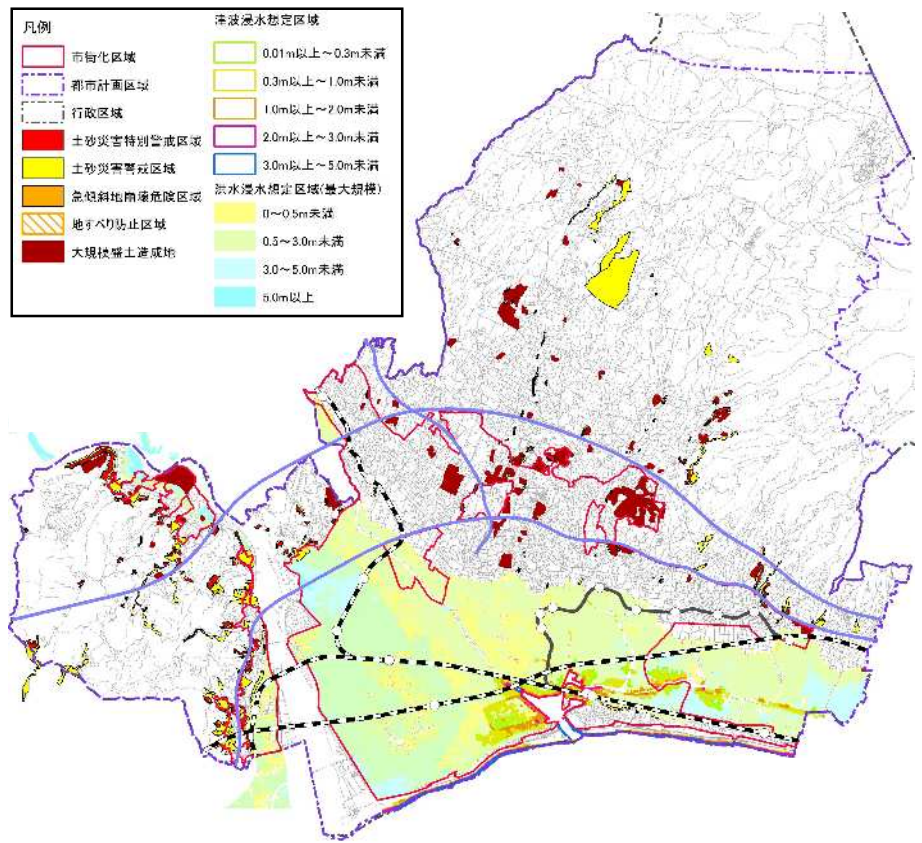 凡例
市街化区域
都市計画区域
行政区域
土砂災害特別警戒区域
土砂災害警戒区域
急傾斜地崩壊危険区域
地すべり防止区域
大規模盛土造成地
津波浸水想定区域
0.01m以上～0.3m未満
0.3m以上～1.0m未満
1.0m以上～2.0m未満
2.0m以上～3.0m未満
3.0m以上～5.0m未満
洪水浸水想定区域(最大規模)
0～0.5m未満
0.5～3.0m未満
3.0～5.0m未満
5.0m以上